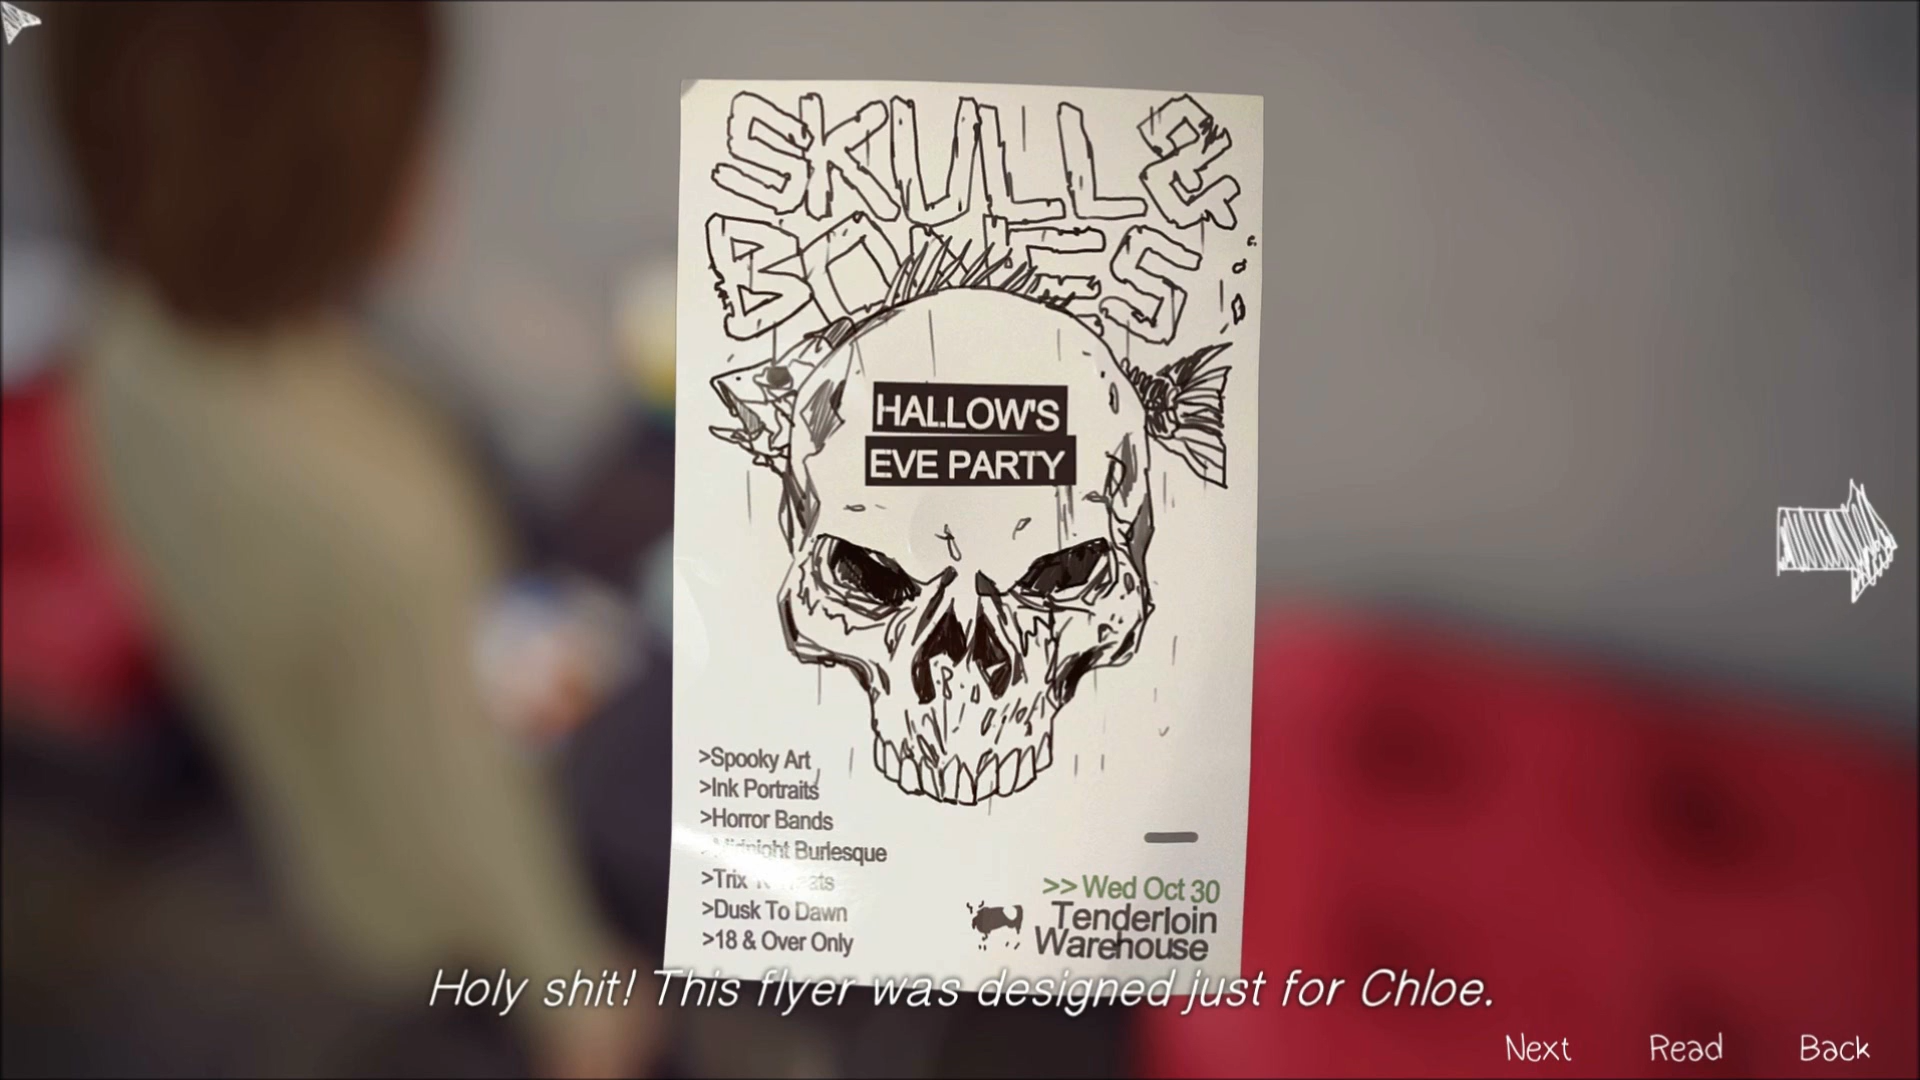 SKULL &
BONES
HALLOW'S
EVE PARTY
>Spooky Art
>Ink Portraits
>Horror Bands
Midnight Burlesque
>Trix
>Dusk To Dawn
>18 & Over Only
>> Wed Oct 30
Tenderloin
Warehouse
Holy shit! This flyer was designed just for Chloe.
Next Read Back